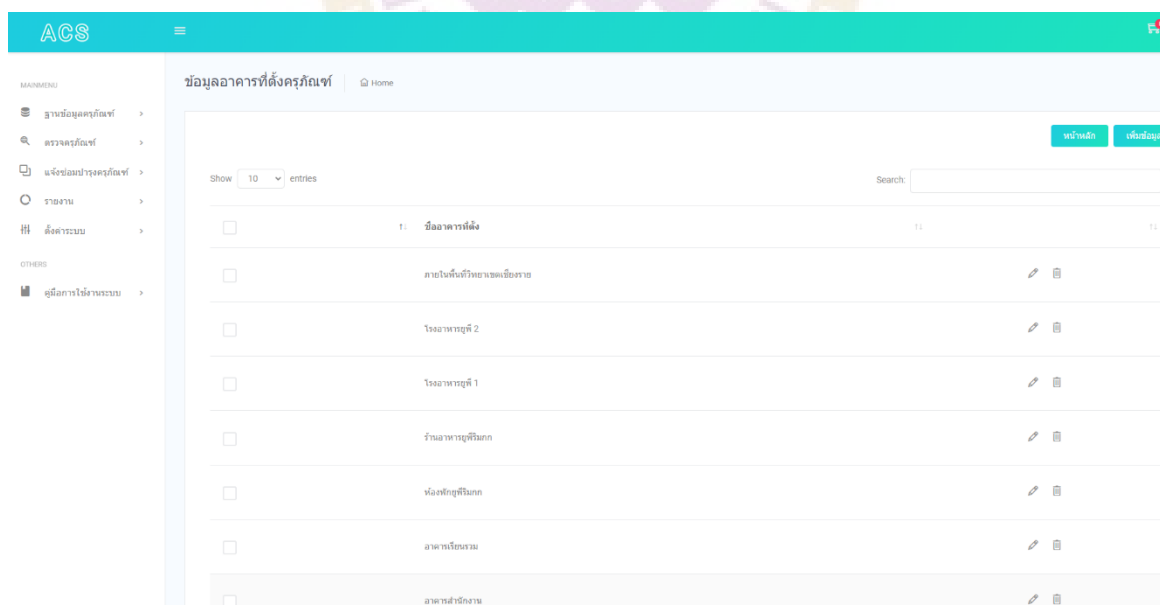 ACS
MAINMENU
ฐานข้อมูลครุภัณฑ์
ตรวจครุภัณฑ์
แจ้งซ่อมบำรุงครุภัณฑ์
รายงาน
ตั้งค่าระบบ
OTHERS
คู่มือการใช้งานระบบ
ข้อมูลอาคารที่ตั้งครุภัณฑ์ Home
หน้าหลัก เพิ่มข้อมูล
Show 10 entries Search:
ชื่ออาคารที่ตั้ง
ภายในพื้นที่วิทยาเขตเชียงราย
โรงอาหารยูพี 2
โรงอาหารยูพี 1
ร้านอาหารยูพีริมกก
ห้องพักยูพีริมกก
อาคารเรียนรวม
อาคารสำนักงาน